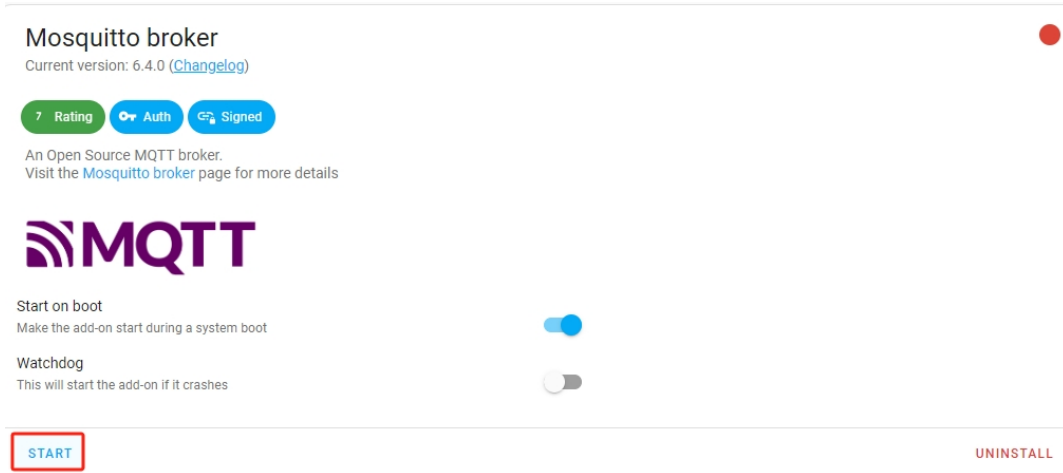 Mosquitto broker
Current version: 6.4.0 (Changelog)
7 Rating Auth Signed
An Open Source MQTT broker.
Visit the Mosquitto broker page for more details
MQTT
Start on boot
Make the add-on start during a system boot
Watchdog
This will start the add-on if it crashes
START UNINSTALL